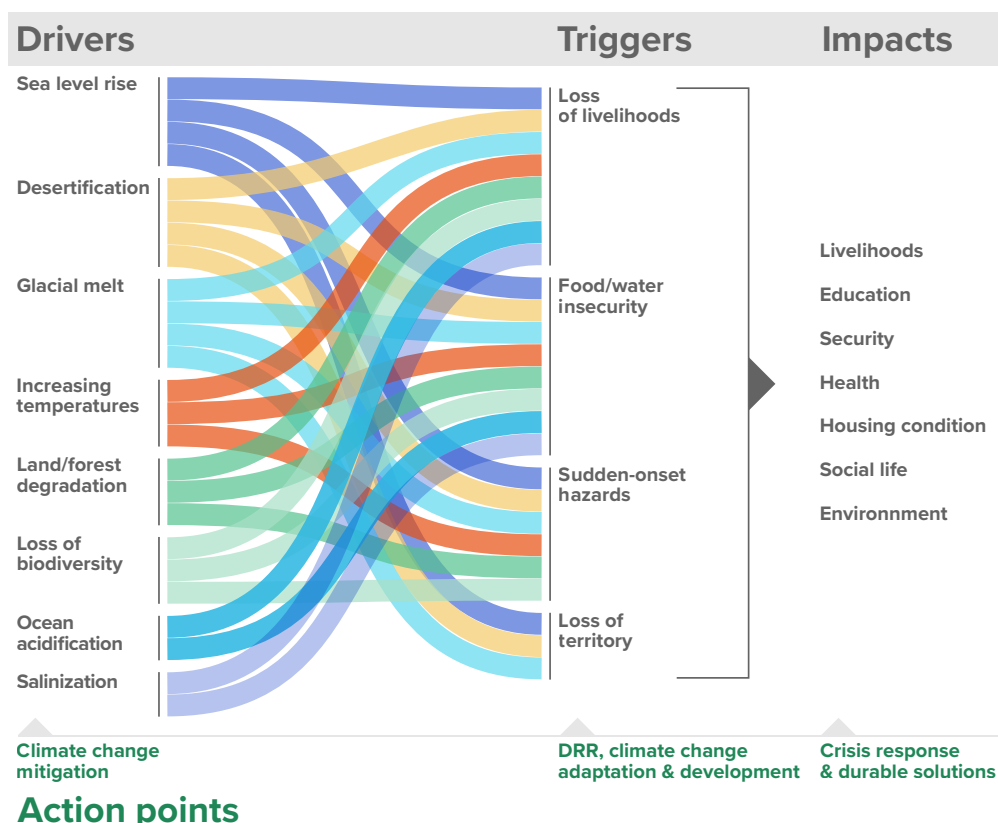 Drivers
Triggers
Impacts
Sea level rise
Desertification
Glacial melt
Increasing
temperatures
Land/forest
degradation
Loss of
biodiversity
Ocean
acidification
Salinization
Loss
of livelihoods
Food/water
insecurity
Sudden-onset
hazards
Loss of
territory
Livelihoods
Education
Security
Health
Housing condition
Social life
Environnment
Climate change
mitigation
DRR, climate change
adaptation & development
Crisis response
& durable solutions
Action points